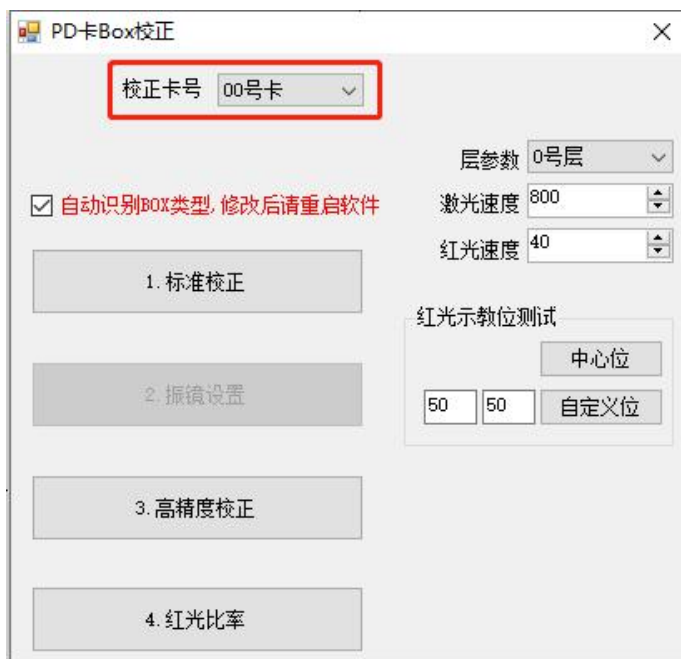 PD卡Box校正
校正卡号 00号卡
层参数 0号层
自动识别BOX类型,修改后请重启软件
激光速度 800
红光速度 40
1.标准校正
红光示教位测试
中心位
2.振镜设置
50 50 自定义位
3.高精度校正
4.红光比率